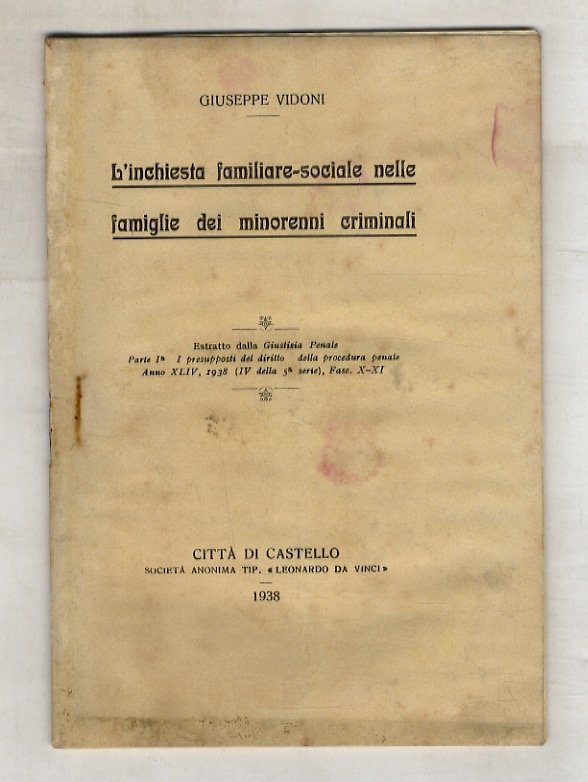 GIUSEPPE VIDONI
L'inchiesta familiare-sociale nelle
famiglie dei minorenni criminali
Estratto dalla Giustizia Penale
Parte Iª I presupposti del diritto della procedura penale
Anno XLIV, 1938 (IV della 5ª serie), Fasc. X-XI
CITTÀ DI CASTELLO
SOCIETÀ ANONIMA TIP. « LEONARDO DA VINCI »
1938